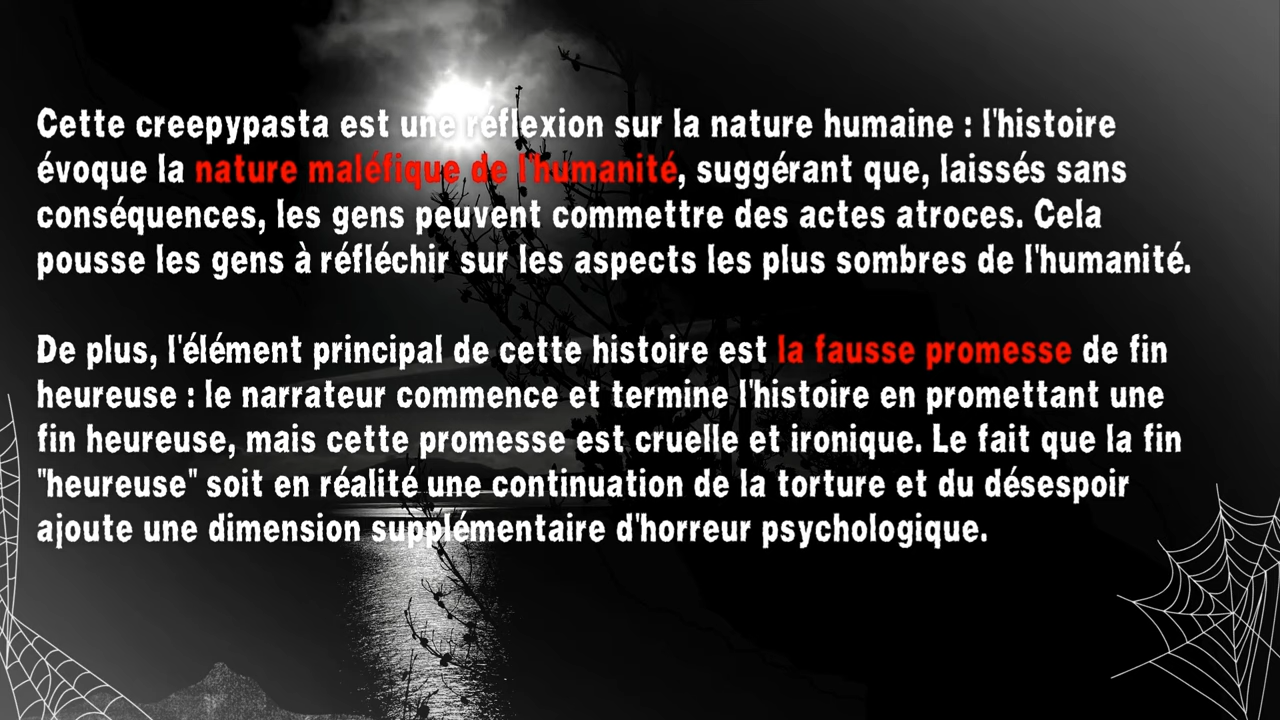 Cette creepypasta est une réflexion sur la nature humaine : l'histoire
évoque la nature maléfique de l'humanité, suggérant que, laissés sans
conséquences, les gens peuvent commettre des actes atroces. Cela
pousse les gens à réfléchir sur les aspects les plus sombres de l'humanité.
De plus, l'élément principal de cette histoire est la fausse promesse de fin
heureuse : le narrateur commence et termine l'histoire en promettant une
fin heureuse, mais cette promesse est cruelle et ironique. Le fait que la fin
"heureuse" soit en réalité une continuation de la torture et du désespoir
ajoute une dimension supplémentaire d'horreur psychologique.